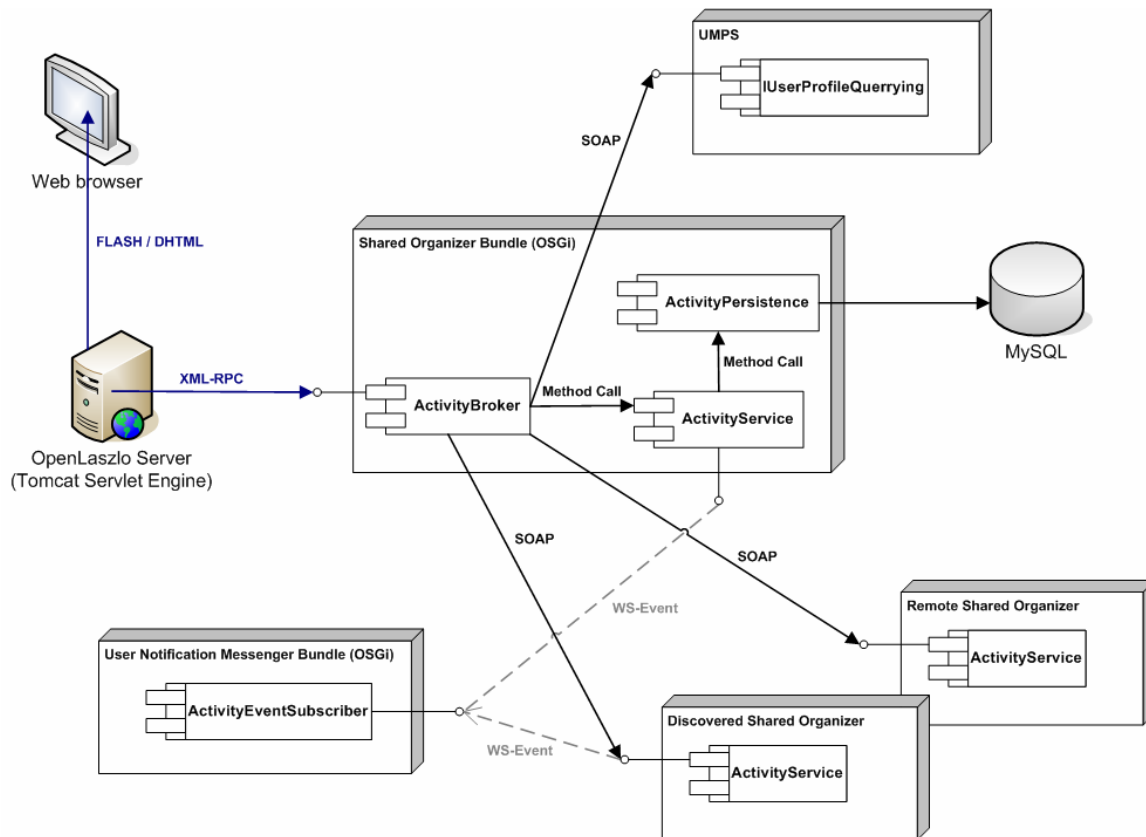 UMPS
IUserProfileQuerrying
SOAP
Web browser
FLASH / DHTML
Shared Organizer Bundle (OSGi)
ActivityPersistence
MySQL
Method Call
XML-RPC
Method Call
ActivityBroker
ActivityService
OpenLaszlo Server
(Tomcat Servlet Engine)
SOAP
SOAP
WS-Event
Remote Shared Organizer
ActivityService
User Notification Messenger Bundle (OSGi)
ActivityEventSubscriber
WS-Event
Discovered Shared Organizer
ActivityService